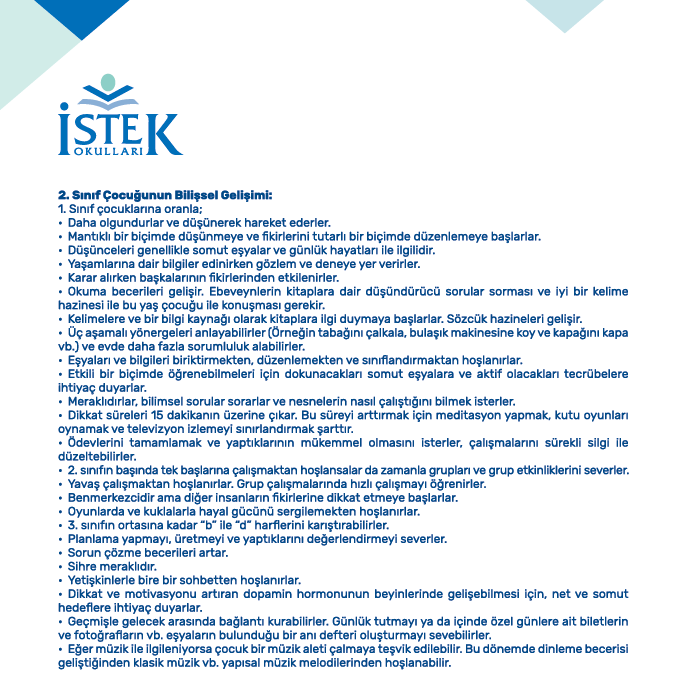 İSTEK
OKULLARI
2. Sınıf Çocuğunun Bilişsel Gelişimi:
1. Sınıf çocuklarına oranla;
• Daha olgundurlar ve düşünerek hareket ederler.
• Mantıklı bir biçimde düşünmeye ve fikirlerini tutarlı bir biçimde düzenlemeye başlarlar.
• Düşünceleri genellikle somut eşyalar ve günlük hayatları ile ilgilidir.
• Yaşamlarına dair bilgiler edinirken gözlem ve deneye yer verirler.
• Karar alırken başkalarının fikirlerinden etkilenirler.
• Okuma becerileri gelişir. Ebeveynlerin kitaplara dair düşündürücü sorular sorması ve iyi bir kelime
hazinesi ile bu yaş çocuğu ile konuşması gerekir.
• Kelimelere ve bir bilgi kaynağı olarak kitaplara ilgi duymaya başlarlar. Sözcük hazineleri gelişir.
• Üç aşamalı yönergeleri anlayabilirler (Örneğin tabağını çalkala, bulaşık makinesine koy ve kapağını kapa
vb.) ve evde daha fazla sorumluluk alabilirler.
• Eşyaları ve bilgileri biriktirmekten, düzenlemekten ve sınıflandırmaktan hoşlanırlar.
• Etkili bir biçimde öğrenebilmeleri için dokunacakları somut eşyalara ve aktif olacakları tecrübelere
ihtiyaç duyarlar.
• Meraklıdırlar, bilimsel sorular sorarlar ve nesnelerin nasıl çalıştığını bilmek isterler.
• Dikkat süreleri 15 dakikanın üzerine çıkar. Bu süreyi arttırmak için meditasyon yapmak, kutu oyunları
oynamak ve televizyon izlemeyi sınırlandırmak şarttır.
• Ödevlerini tamamlamak ve yaptıklarının mükemmel olmasını isterler, çalışmalarını sürekli silgi ile
düzeltebilirler.
• 2. sınıfın başında tek başlarına çalışmaktan hoşlansalar da zamanla grupları ve grup etkinliklerini severler.
• Yavaş çalışmaktan hoşlanırlar. Grup çalışmalarında hızlı çalışmayı öğrenirler.
• Benmerkezcidir ama diğer insanların fikirlerine dikkat etmeye başlarlar.
• Oyunlarda ve kuklalarla hayal gücünü sergilemekten hoşlanırlar.
• 3. sınıfın ortasına kadar “b” ile “d” harflerini karıştırabilirler.
• Planlama yapmayı, üretmeyi ve yaptıklarını değerlendirmeyi severler.
• Sorun çözme becerileri artar.
• Sihre meraklıdır.
• Yetişkinlerle bire bir sohbetten hoşlanırlar.
• Dikkat ve motivasyonu artıran dopamin hormonunun beyinlerinde gelişebilmesi için, net ve somut
hedeflere ihtiyaç duyarlar.
• Geçmişle gelecek arasında bağlantı kurabilirler. Günlük tutmayı ya da içinde özel günlere ait biletlerin
ve fotoğrafların vb. eşyaların bulunduğu bir anı defteri oluşturmayı sevebilirler.
• Eğer müzik ile ilgileniyorsa çocuk bir müzik aleti çalmaya teşvik edilebilir. Bu dönemde dinleme becerisi
geliştiğinden klasik müzik vb. yapısal müzik melodilerinden hoşlanabilir.